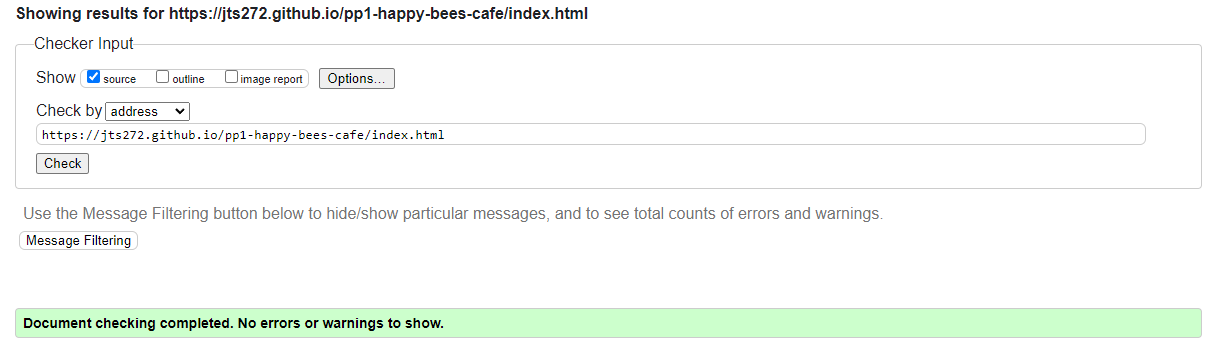 Showing results for https://jts272.github.io/pp1-happy-bees-cafe/index.html
Checker Input
Show source outline image report Options...
Check by address
https://jts272.github.io/pp1-happy-bees-cafe/index.html
Check
Use the Message Filtering button below to hide/show particular messages, and to see total counts of errors and warnings.
Message Filtering
Document checking completed. No errors or warnings to show.